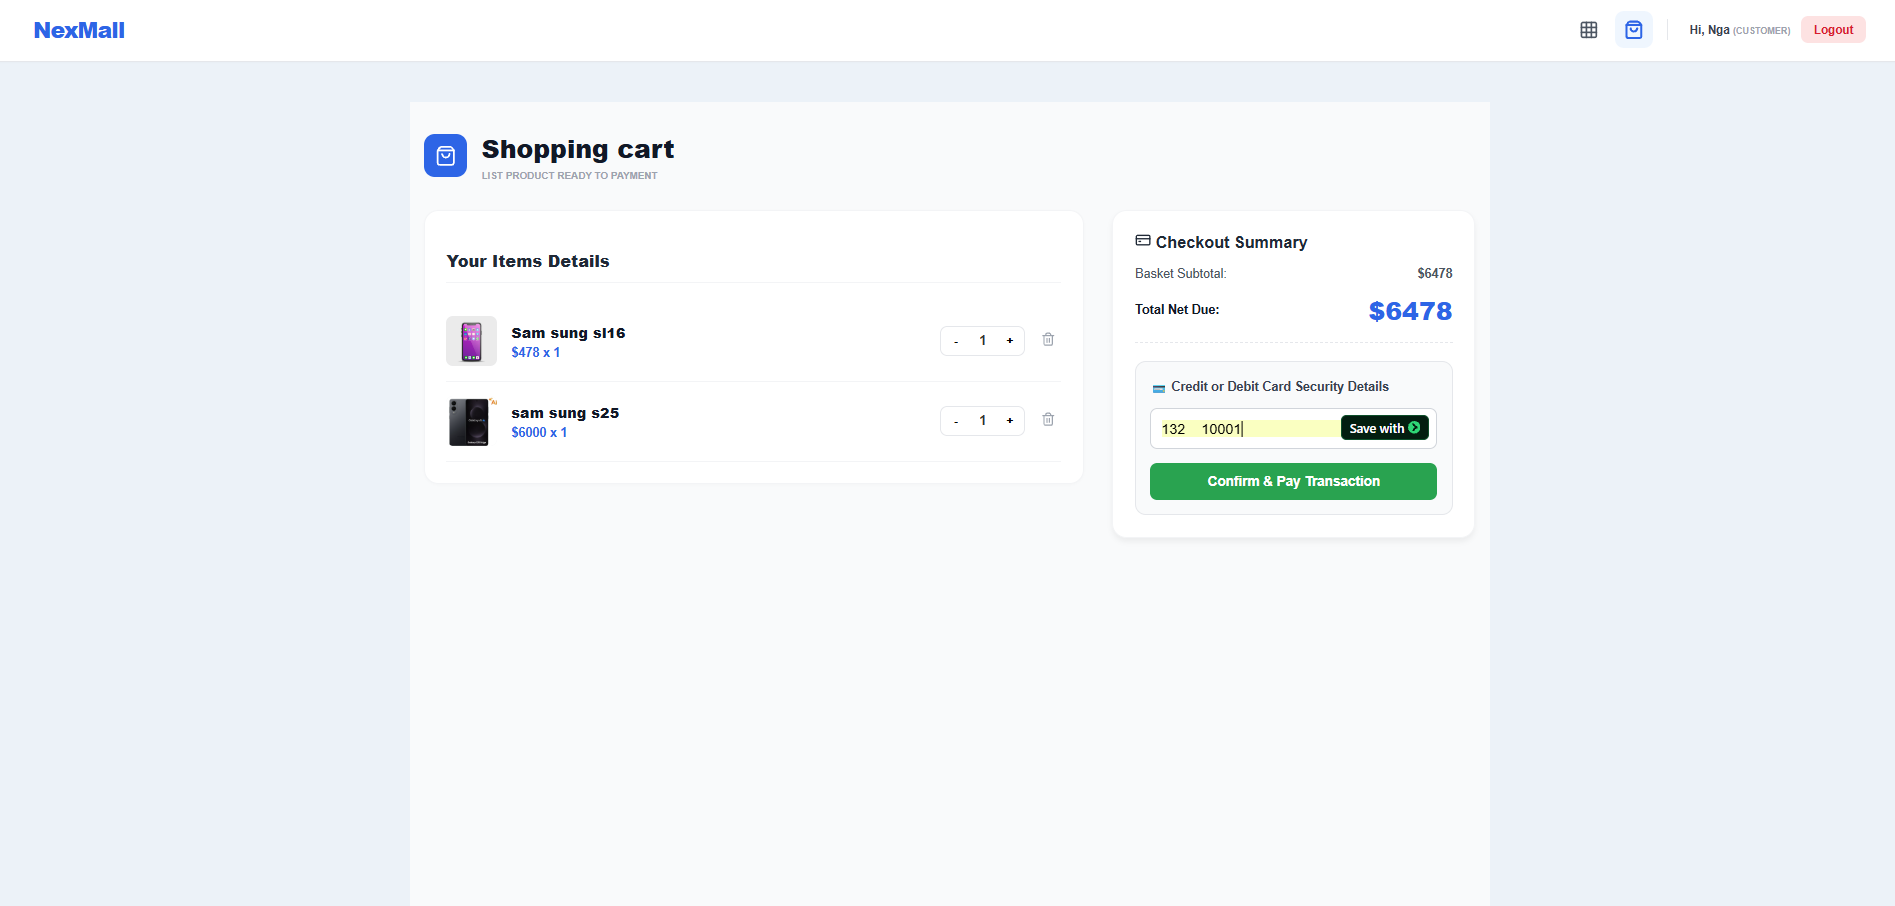 NexMall
Hi, Nga (CUSTOMER)
Logout
Shopping cart
LIST PRODUCT READY TO PAYMENT
Your Items Details
Sam sung sl16
$478 x 1
- 1 +
sam sung s25
$6000 x 1
- 1 +
Checkout Summary
Basket Subtotal: $6478
Total Net Due: $6478
Credit or Debit Card Security Details
132 10001
Save with
Confirm & Pay Transaction